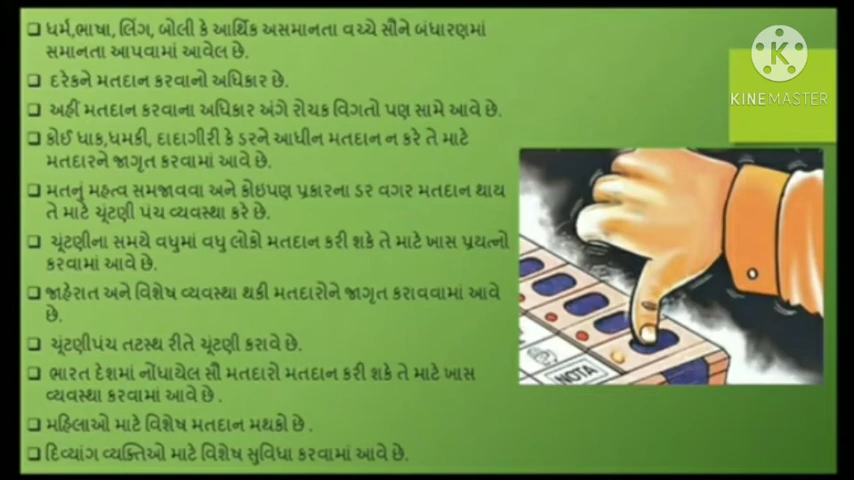 ❑ ધર્મ,ભાષા, લિંગ, બોલી કે આર્થિક અસમાનતા વચ્ચે સૌને બંધારણમાં
સમાનતા આપવામાં આવેલ છે.
❑ દરેકને મતદાન કરવાનો અધિકાર છે.
❑ અહીં મતદાન કરવાના અધિકાર અંગે રોચક વિગતો પણ સામે આવે છે.
❑ કોઈ ધાક,ધમકી, દાદાગીરી કે ડરને આધીન મતદાન ન કરે તે માટે
મતદારને જાગૃત કરવામાં આવે છે.
❑ મતનું મહત્વ સમજાવવા અને કોઇપણ પ્રકારના ડર વગર મતદાન થાય
તે માટે ચૂંટણી પંચ વ્યવસ્થા કરે છે.
❑ ચૂંટણીના સમયે વધુમાં વધુ લોકો મતદાન કરી શકે તે માટે ખાસ પ્રયત્નો
કરવામાં આવે છે.
❑ જાહેરાત અને વિશેષ વ્યવસ્થા થકી મતદારોને જાગૃત કરાવવામાં આવે
છે.
❑ ચૂંટણીપંચ તટસ્થ રીતે ચૂંટણી કરાવે છે.
❑ ભારત દેશમાં નોંધાયેલ સૌ મતદારો મતદાન કરી શકે તે માટે ખાસ
વ્યવસ્થા કરવામાં આવે છે .
❑ મહિલાઓ માટે વિશેષ મતદાન મથકો છે .
❑ દિવ્યાંગ વ્યક્તિઓ માટે વિશેષ સુવિધા કરવામાં આવે છે.
KINEMASTER
NOTA